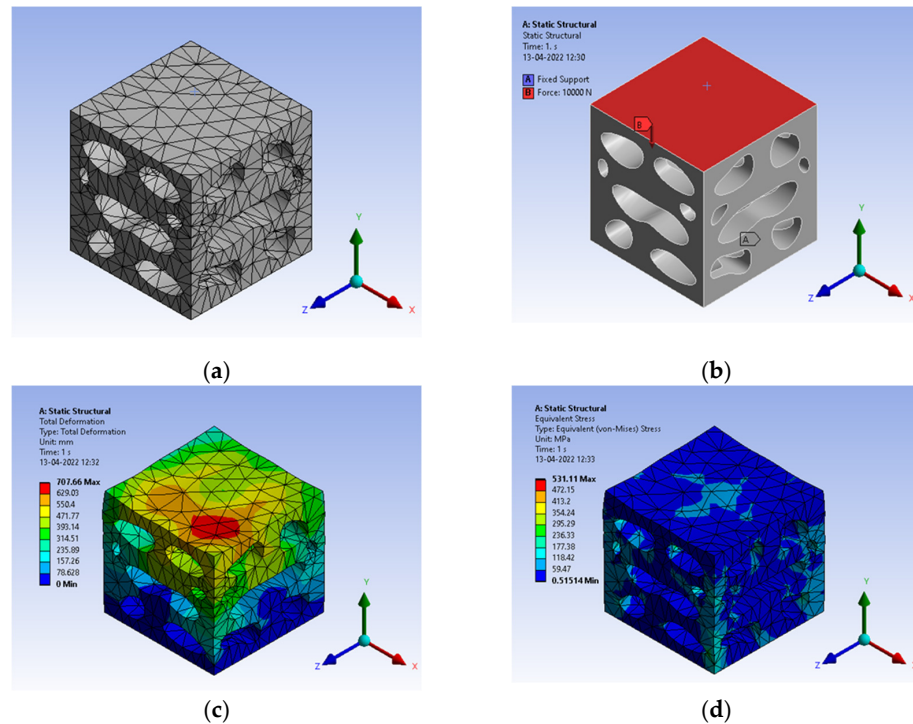 Y
Z
X
(a)
A: Static Structural
Static Structural
Time: 1. s
13-04-2022 12:30
A Fixed Support
B Force: 10000 N
B
A
Y
Z
X
(b)
A: Static Structural
Total Deformation
Type: Total Deformation
Unit: mm
Time: 1 s
13-04-2022 12:32
707.66 Max
629.03
550.4
471.77
393.14
314.51
235.89
157.26
78.628
0 Min
Y
Z
X
(c)
A: Static Structural
Equivalent Stress
Type: Equivalent (von-Mises) Stress
Unit: MPa
Time: 1 s
13-04-2022 12:33
531.11 Max
472.15
413.2
354.24
295.29
236.33
177.38
118.42
59.47
0.51514 Min
Y
Z
X
(d)